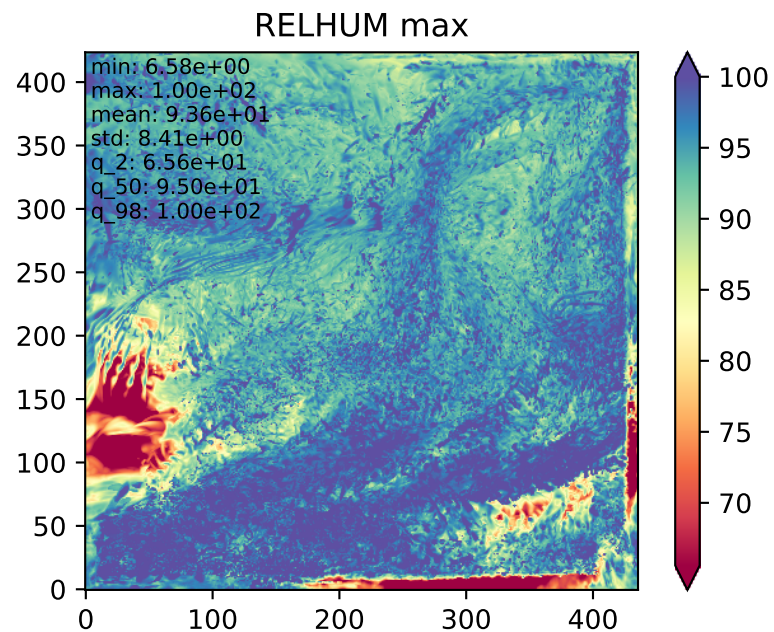 RELHUM max
min: 6.58e+00
max: 1.00e+02
mean: 9.36e+01
std: 8.41e+00
q_2: 6.56e+01
q_50: 9.50e+01
q_98: 1.00e+02
400
350
300
250
200
150
100
50
0
0 100 200 300 400
100
95
90
85
80
75
70